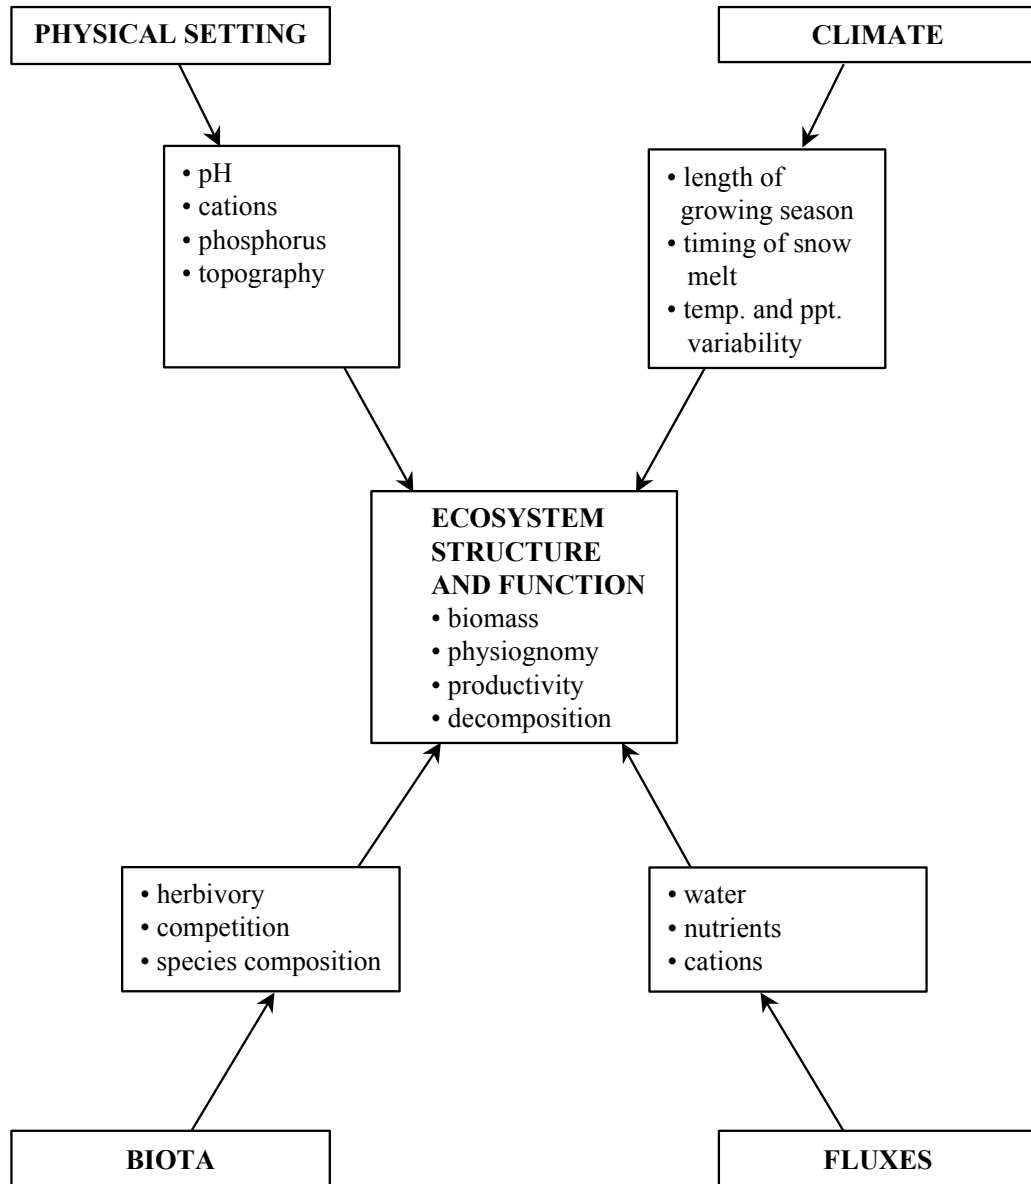 PHYSICAL SETTING
CLIMATE
• pH
• cations
• phosphorus
• topography
• length of
growing season
• timing of snow
melt
• temp. and ppt.
variability
ECOSYSTEM
STRUCTURE
AND FUNCTION
• biomass
• physiognomy
• productivity
• decomposition
• herbivory
• competition
• species composition
• water
• nutrients
• cations
BIOTA
FLUXES